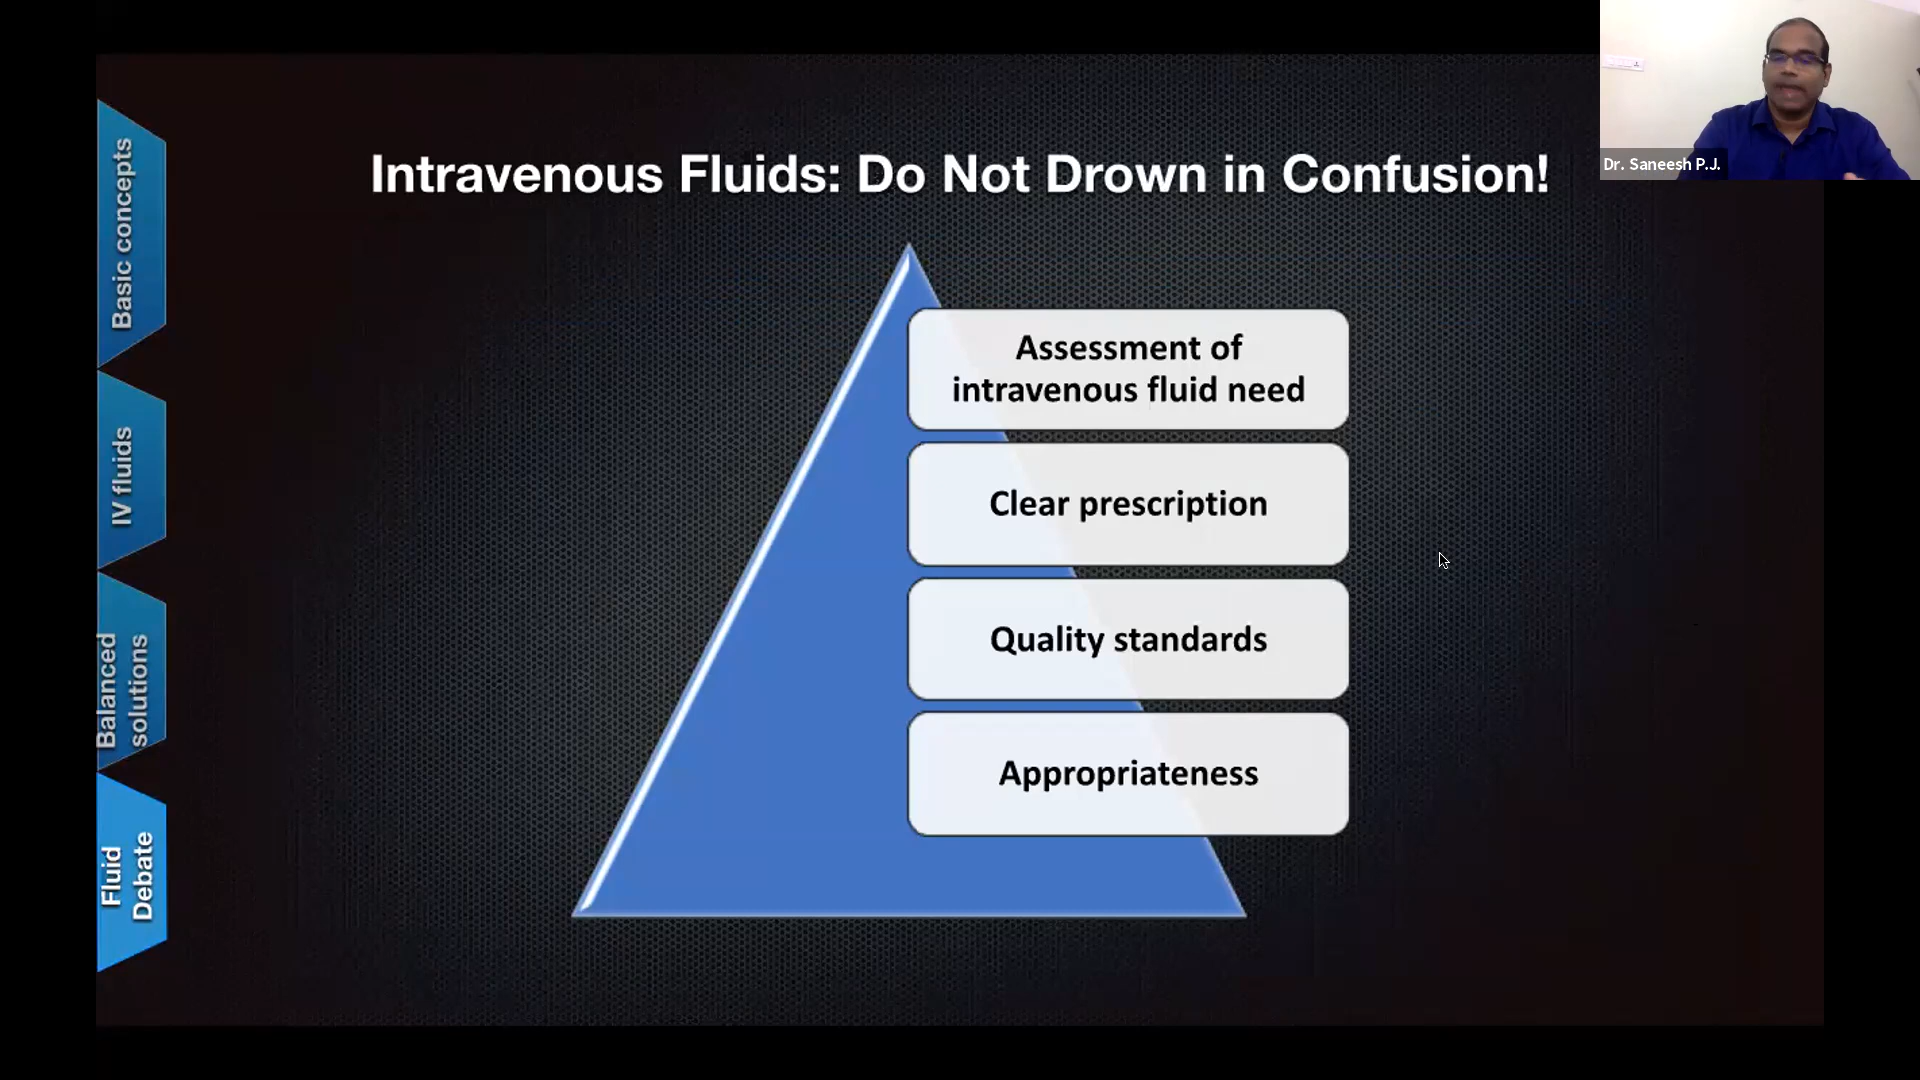 Intravenous Fluids: Do Not Drown in Confusion!
Dr. Saneesh P.J.
Basic concepts
IV fluids
Balanced
solutions
Fluid
Debate
Assessment of
intravenous fluid need
Clear prescription
Quality standards
Appropriateness